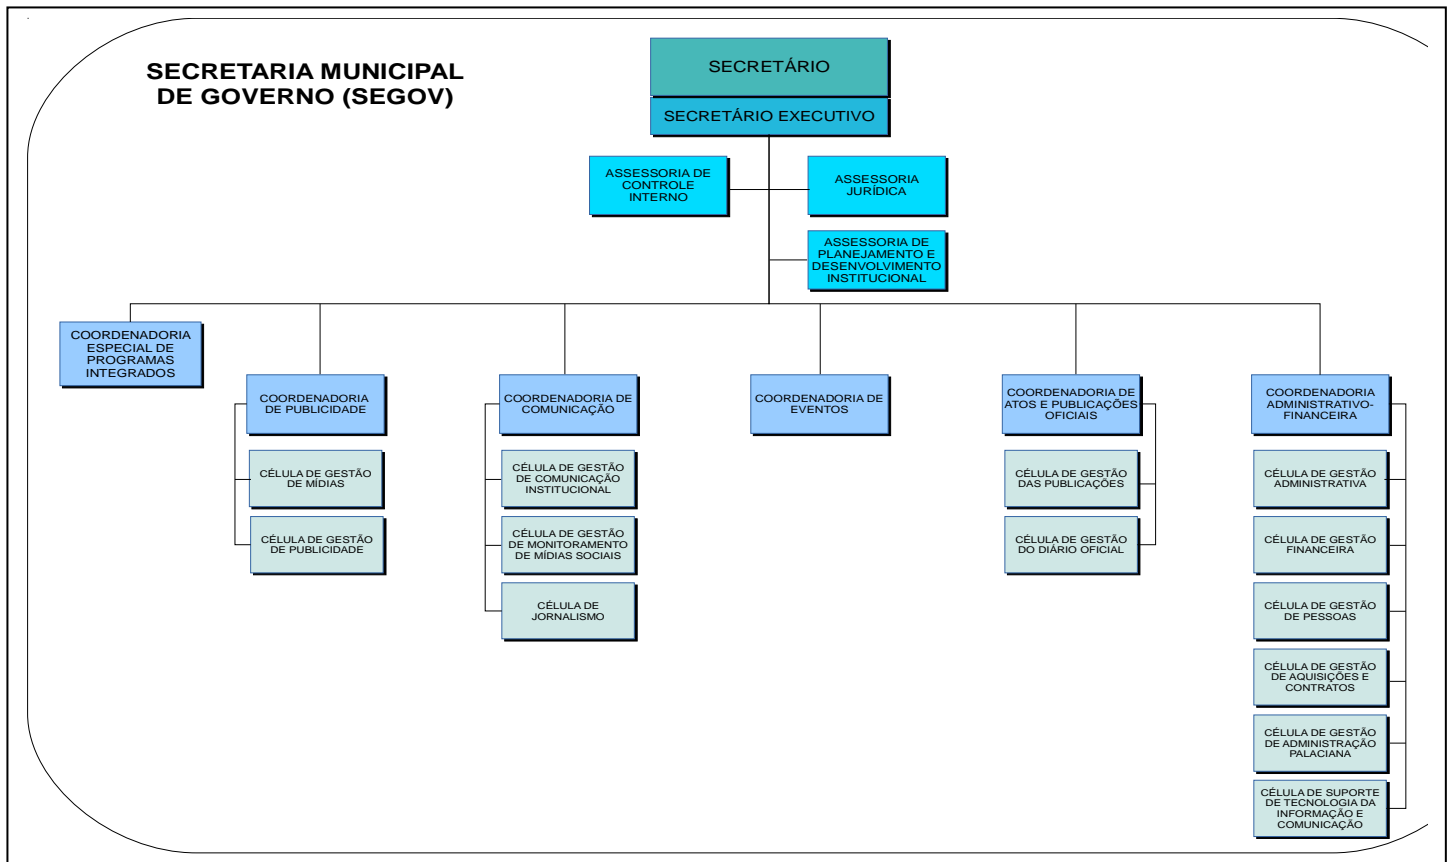 SECRETARIA MUNICIPAL
DE GOVERNO (SEGOV)
SECRETÁRIO
SECRETÁRIO EXECUTIVO
ASSESSORIA DE
CONTROLE
INTERNO
ASSESSORIA
JURÍDICA
ASSESSORIA DE
PLANEJAMENTO E
DESENVOLVIMENTO
INSTITUCIONAL
COORDENADORIA
ESPECIAL DE
PROGRAMAS
INTEGRADOS
COORDENADORIA
DE PUBLICIDADE
CÉLULA DE GESTÃO
DE MÍDIAS
CÉLULA DE GESTÃO
DE PUBLICIDADE
COORDENADORIA DE
COMUNICAÇÃO
CÉLULA DE GESTÃO
DE COMUNICAÇÃO
INSTITUCIONAL
CÉLULA DE GESTÃO
DE MONITORAMENTO
DE MÍDIAS SOCIAIS
CÉLULA DE
JORNALISMO
COORDENADORIA DE
EVENTOS
COORDENADORIA DE
ATOS E PUBLICAÇÕES
OFICIAIS
CÉLULA DE GESTÃO
DAS PUBLICAÇÕES
CÉLULA DE GESTÃO
DO DIÁRIO OFICIAL
COORDENADORIA
ADMINISTRATIVO-
FINANCEIRA
CÉLULA DE GESTÃO
ADMINISTRATIVA
CÉLULA DE GESTÃO
FINANCEIRA
CÉLULA DE GESTÃO
DE PESSOAS
CÉLULA DE GESTÃO
DE AQUISIÇÕES E
CONTRATOS
CÉLULA DE GESTÃO
DE ADMINISTRAÇÃO
PALACIANA
CÉLULA DE SUPORTE
DE TECNOLOGIA DA
INFORMAÇÃO E
COMUNICAÇÃO